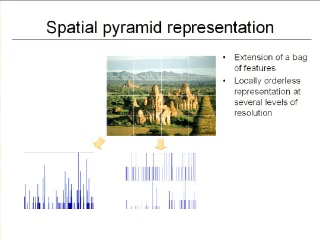 Spatial pyramid representation
• Extension of a bag
of features
• Locally orderless
representation at
several levels of
resolution